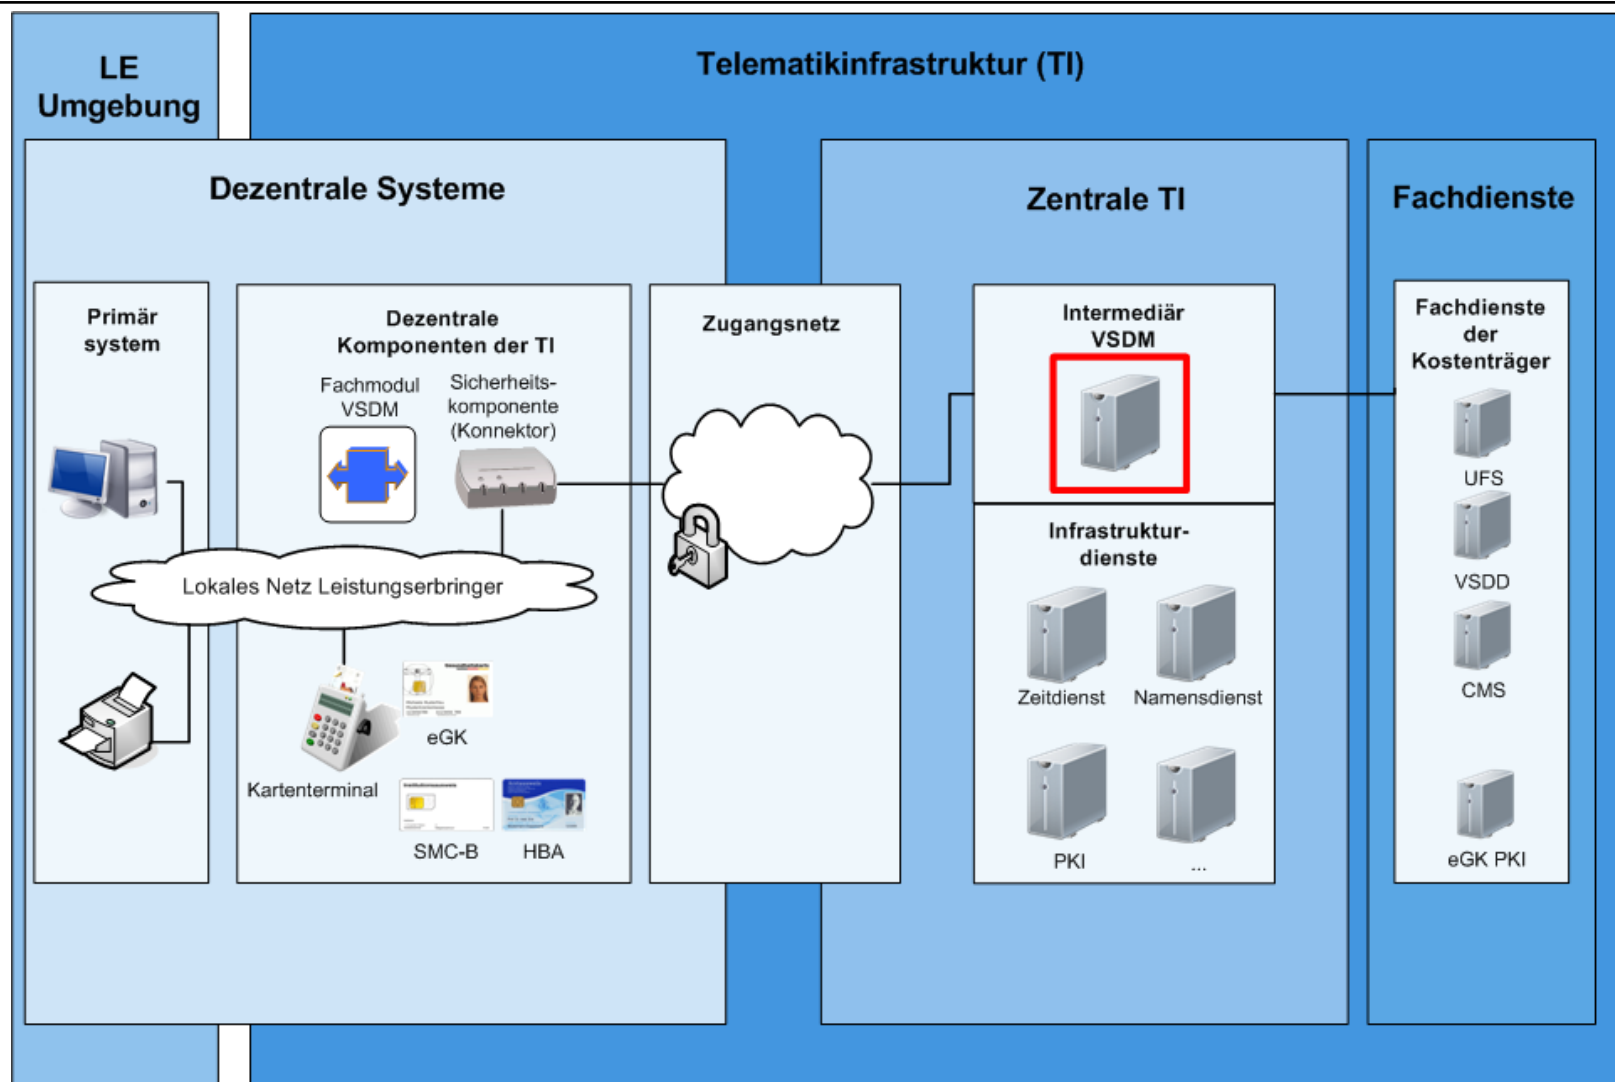 LE
Umgebung
Telematikinfrastruktur (TI)
Dezentrale Systeme
Zentrale TI
Fachdienste
Primär
system
Dezentrale
Komponenten der TI
Fachmodul
VSDM
Sicherheits-
komponente
(Konnektor)
Lokales Netz Leistungserbringer
Kartenterminal
eGK
SMC-B
HBA
Zugangsnetz
Intermediär
VSDM
Infrastruktur-
dienste
Zeitdienst
Namensdienst
PKI
...
Fachdienste
der
Kostenträger
UFS
VSDD
CMS
eGK PKI